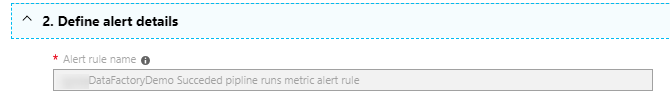 2. Define alert details
* Alert rule name
DataFactoryDemo Succeded pipline runs metric alert rule